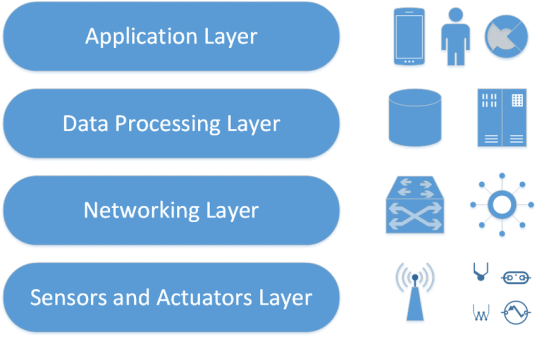 Application Layer
Data Processing Layer
Networking Layer
Sensors and Actuators Layer